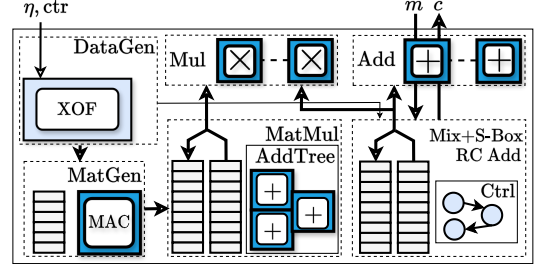 η, ctr
m c
DataGen
Mul × ×
Add + +
XOF
MatMul
Mix+S-Box
AddTree
RC Add
MatGen
Ctrl
+
+
+
MAC